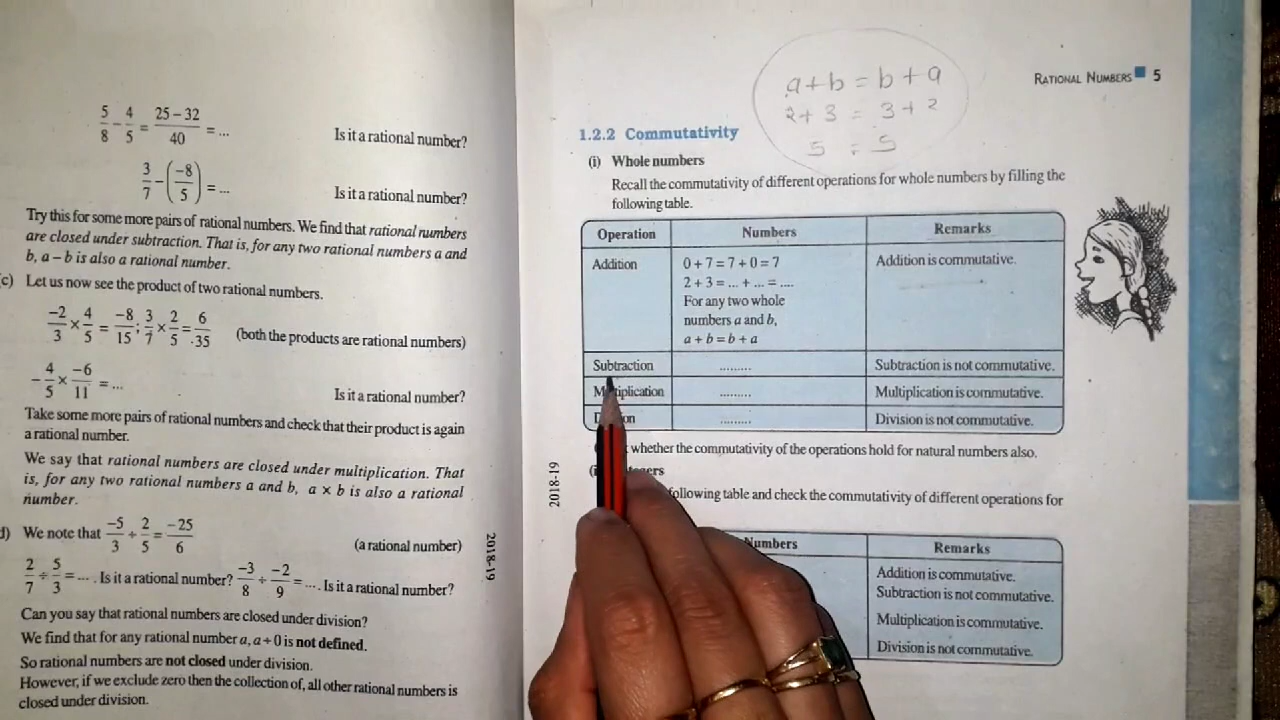 5/8 − 4/5 = 25 − 32/40 = ... Is it a rational number?
3/7 − (−8/5) = ... Is it a rational number?
Try this for some more pairs of rational numbers. We find that rational numbers
are closed under subtraction. That is, for any two rational numbers a and
b, a – b is also a rational number.
c) Let us now see the product of two rational numbers.
−2/3 × 4/5 = −8/15 ; 3/7 × 2/5 = 6/35 (both the products are rational numbers)
− 4/5 × −6/11 = ... Is it a rational number?
Take some more pairs of rational numbers and check that their product is again
a rational number.
We say that rational numbers are closed under multiplication. That
is, for any two rational numbers a and b, a × b is also a rational
number.
d) We note that −5/3 ÷ 2/5 = −25/6 (a rational number)
2/7 ÷ 5/3 = ... . Is it a rational number? −3/8 ÷ −2/9 = .... Is it a rational number?
Can you say that rational numbers are closed under division?
We find that for any rational number a, a ÷ 0 is not defined.
So rational numbers are not closed under division.
However, if we exclude zero then the collection of, all other rational numbers is
closed under division.
2018-19
RATIONAL NUMBERS 5
a + b = b + a
2 + 3 = 3 + 2
5 = 5
1.2.2 Commutativity
(i) Whole numbers
Recall the commutativity of different operations for whole numbers by filling the
following table.
Operation Numbers Remarks
Addition 0 + 7 = 7 + 0 = 7 Addition is commutative.
2 + 3 = ... + ... = ....
For any two whole
numbers a and b,
a + b = b + a
Subtraction ......... Subtraction is not commutative.
......... Multiplication is commutative.
......... Division is not commutative.
whether the commutativity of the operations hold for natural numbers also.
following table and check the commutativity of different operations for
Numbers Remarks
Addition is commutative.
Subtraction is not commutative.
Multiplication is commutative.
Division is not commutative.
2018-19